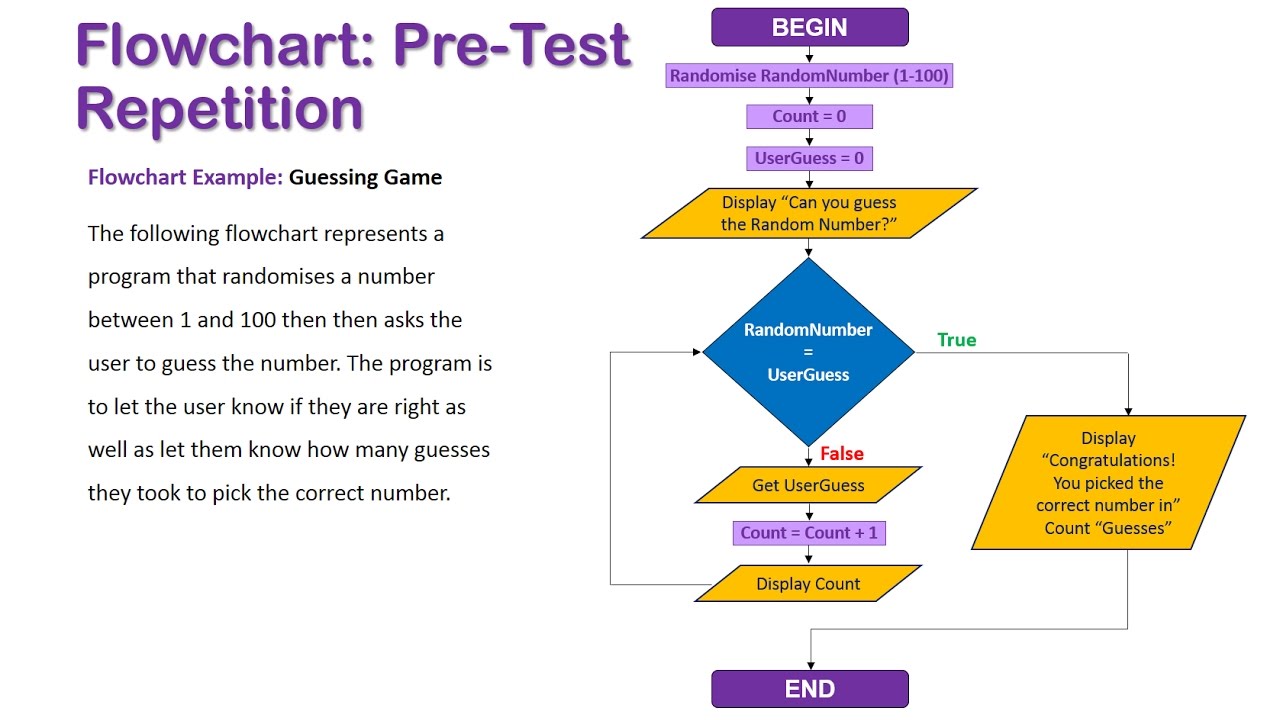 Flowchart: Pre-Test
Repetition
Flowchart Example: Guessing Game
The following flowchart represents a
program that randomises a number
between 1 and 100 then then asks the
user to guess the number. The program is
to let the user know if they are right as
well as let them know how many guesses
they took to pick the correct number.
BEGIN
Randomise RandomNumber (1-100)
Count = 0
UserGuess = 0
Display “Can you guess
the Random Number?”
RandomNumber
=
UserGuess
True
False
Get UserGuess
Count = Count + 1
Display Count
Display
“Congratulations!
You picked the
correct number in”
Count “Guesses”
END